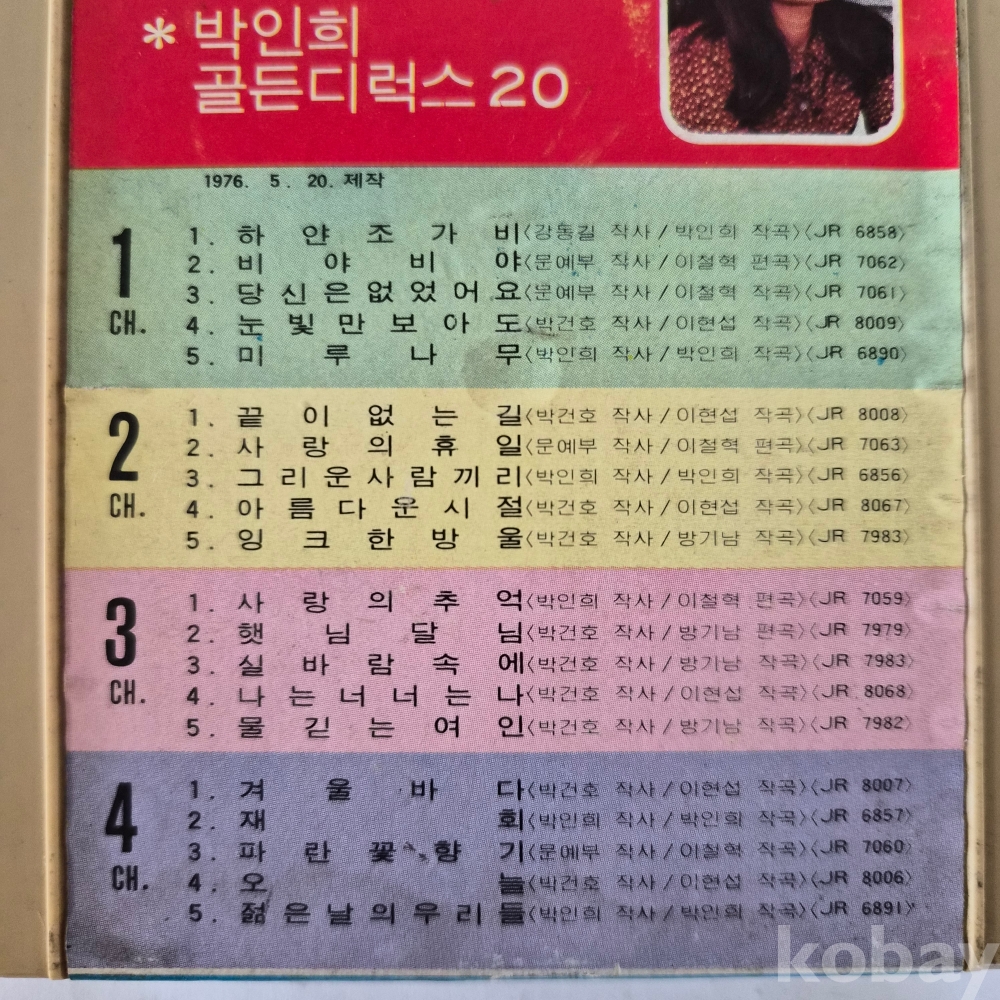 * 박인희
골든디럭스 20
1976. 5. 20. 제작
1 CH.
1. 하얀조가비 〈강동길 작사/박인희 작곡〉〈JR 6858〉
2. 비야비야 〈문예부 작사/이철혁 편곡〉〈JR 7062〉
3. 당신은없었어요 〈문예부 작사/이철혁 편곡〉〈JR 7061〉
4. 눈빛만보아도 〈박건호 작사/이현섭 작곡〉〈JR 8009〉
5. 미루나무 〈박인희 작사/박인희 작곡〉〈JR 6890〉
2 CH.
1. 끝이없는길 〈박건호 작사/이현섭 작곡〉〈JR 8008〉
2. 사랑의휴일 〈문예부 작사/이철혁 편곡〉〈JR 7063〉
3. 그리운사람끼리 〈박인희 작사/박인희 작곡〉〈JR 6856〉
4. 아름다운시절 〈박건호 작사/이현섭 작곡〉〈JR 8067〉
5. 잉크한방울 〈박건호 작사/방기남 작곡〉〈JR 7983〉
3 CH.
1. 사랑의추억 〈박인희 작사/이철혁 편곡〉〈JR 7059〉
2. 햇님달님 〈박건호 작사/방기남 편곡〉〈JR 7979〉
3. 실바람속에 〈박건호 작사/방기남 작곡〉〈JR 7983〉
4. 나는너너는나 〈박건호 작사/이현섭 작곡〉〈JR 8068〉
5. 물긷는여인 〈박건호 작사/방기남 작곡〉〈JR 7982〉
4 CH.
1. 겨울바다 〈박건호 작사/이현섭 작곡〉〈JR 8007〉
2. 재회 〈박인희 작사/박인희 작곡〉〈JR 6857〉
3. 파란꽃향기 〈문예부 작사/이철혁 작곡〉〈JR 7060〉
4. 오늘 〈박건호 작사/이현섭 작곡〉〈JR 8006〉
5. 젊은날의우리들 〈박인희 작사/박인희 작곡〉〈JR 6891〉
kobay